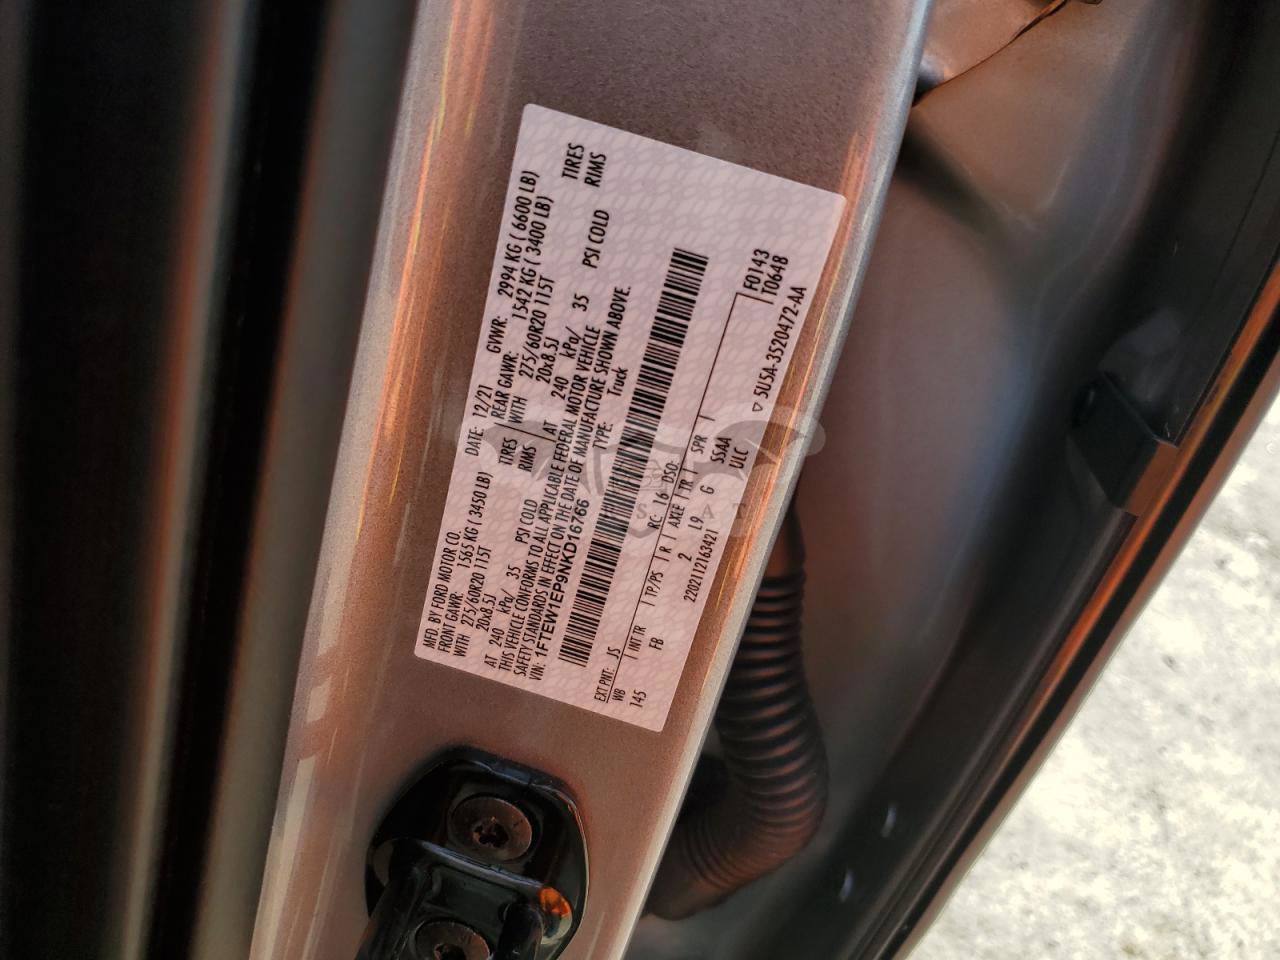 MFD. BY FORD MOTOR CO.
DATE: 12/21 GVWR: 2994 KG ( 6600 LB)
FRONT GAWR: 1565 KG ( 3450 LB) REAR GAWR: 1542 KG ( 3400 LB)
WITH 275/60R20 115T TIRES WITH 275/60R20 115T TIRES
20x8.5J RIMS 20x8.5J RIMS
AT 240 kPa/ 35 PSI COLD AT 240 kPa/ 35 PSI COLD
THIS VEHICLE CONFORMS TO ALL APPLICABLE FEDERAL MOTOR VEHICLE
SAFETY STANDARDS IN EFFECT ON THE DATE OF MANUFACTURE SHOWN ABOVE.
VIN: 1FTEW1EP9NKD16766 TYPE: Truck
EXT PNT: JS RC: 16 DSO: F0143
WB INT TR TP/PS R AXLE TR SPR T0648
145 FB 2 L9 G SSAA
2202112163421 ULC ▽ 5U5A-3520472-AA